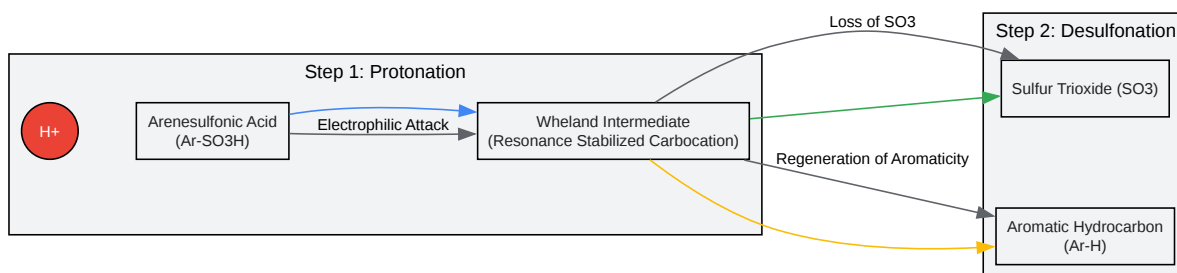 Loss of SO3
Step 2: Desulfonation
Step 1: Protonation
Sulfur Trioxide (SO3)
H+
Arenesulfonic Acid
(Ar-SO3H)
Electrophilic Attack
Wheland Intermediate
(Resonance Stabilized Carbocation)
Regeneration of Aromaticity
Aromatic Hydrocarbon
(Ar-H)